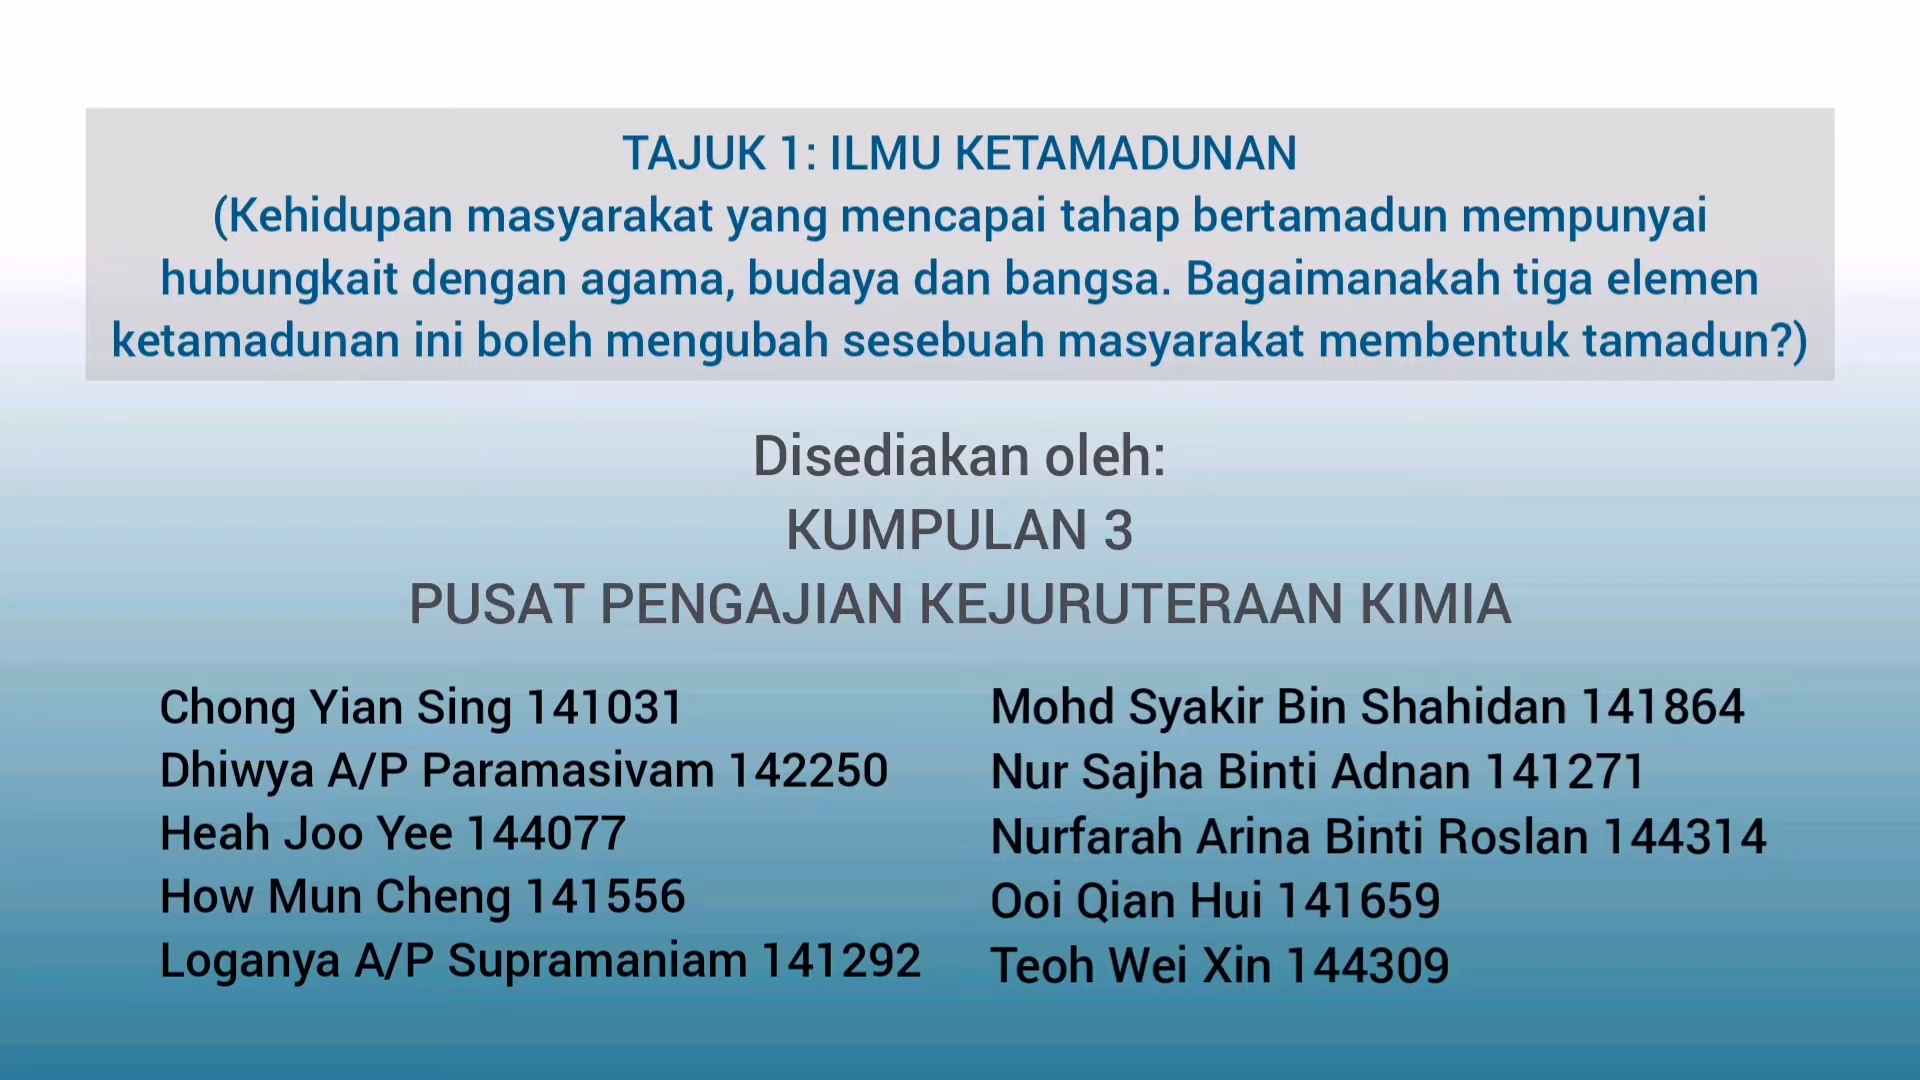 TAJUK 1: ILMU KETAMADUNAN
(Kehidupan masyarakat yang mencapai tahap bertamadun mempunyai
hubungkait dengan agama, budaya dan bangsa. Bagaimanakah tiga elemen
ketamadunan ini boleh mengubah sesebuah masyarakat membentuk tamadun?)
Disediakan oleh:
KUMPULAN 3
PUSAT PENGAJIAN KEJURUTERAAN KIMIA
Chong Yian Sing 141031
Dhiwya A/P Paramasivam 142250
Heah Joo Yee 144077
How Mun Cheng 141556
Loganya A/P Supramaniam 141292
Mohd Syakir Bin Shahidan 141864
Nur Sajha Binti Adnan 141271
Nurfarah Arina Binti Roslan 144314
Ooi Qian Hui 141659
Teoh Wei Xin 144309